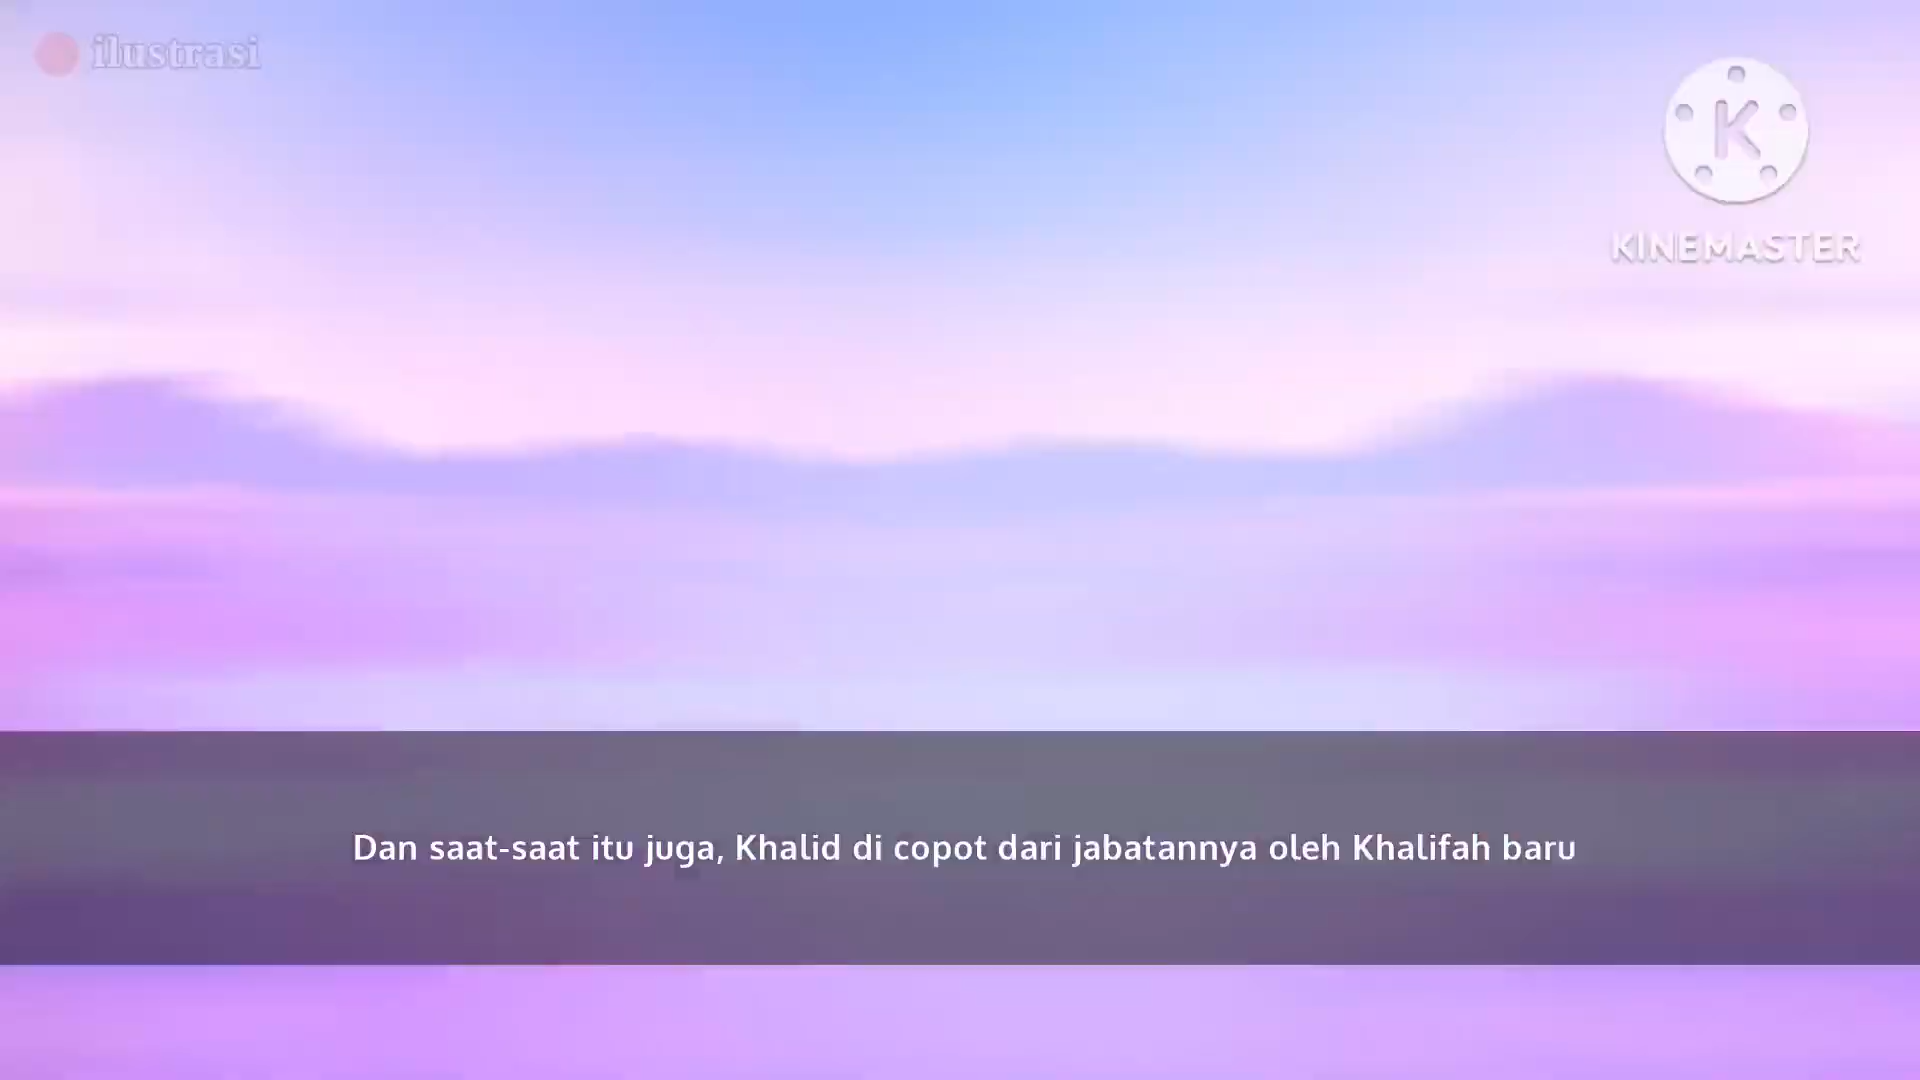 ilustrasi
K
KINEMASTER
Dan saat-saat itu juga, Khalid di copot dari jabatannya oleh Khalifah baru